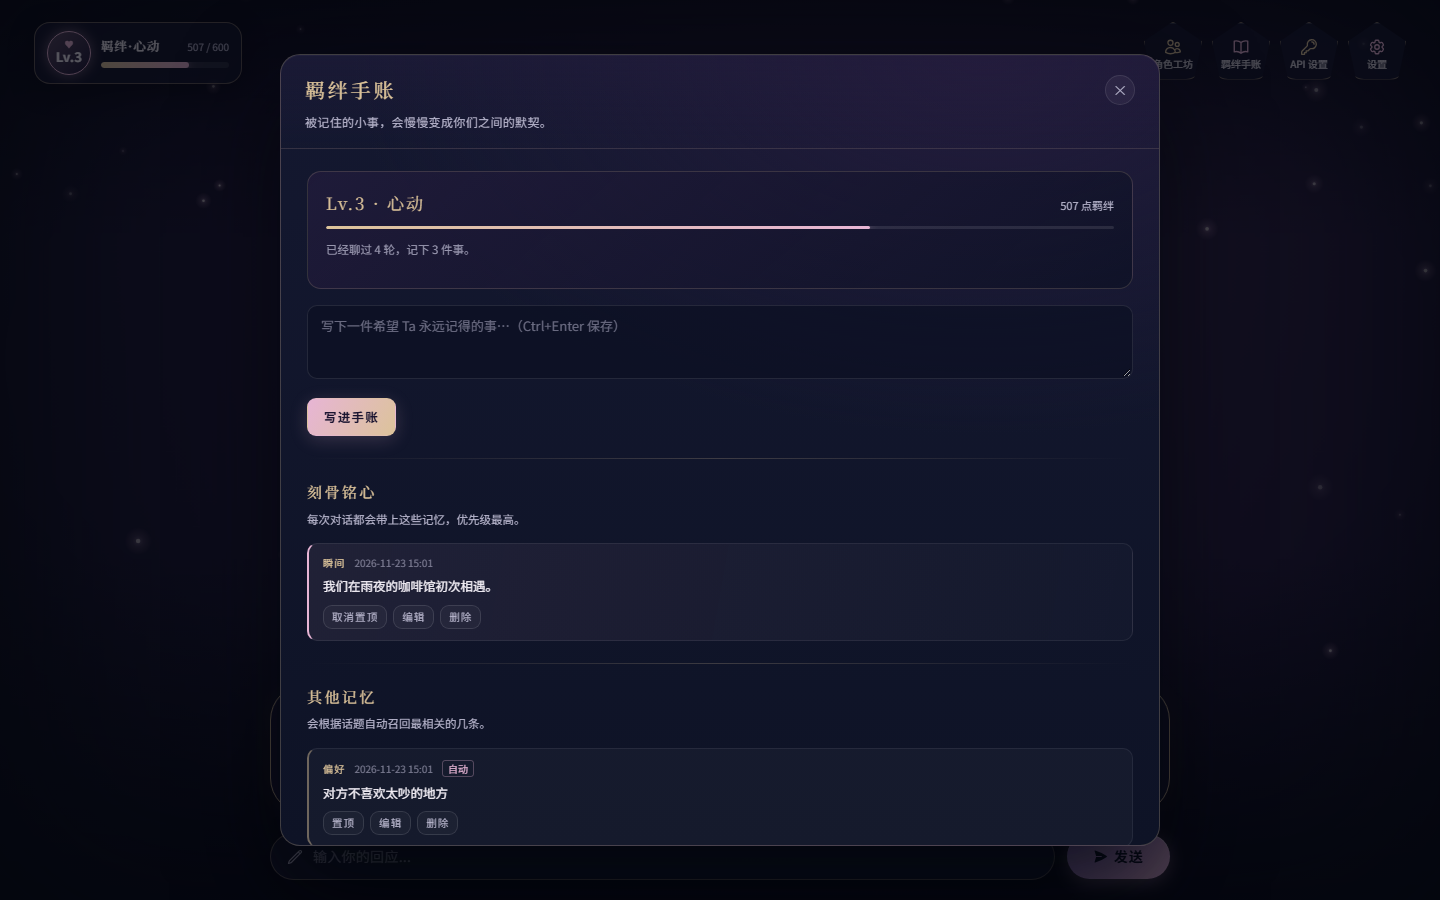 Lv.3
羁绊·心动
507 / 600
角色工坊
羁绊手账
API 设置
设置
羁绊手账
被记住的小事，会慢慢变成你们之间的默契。
Lv.3 · 心动
507 点羁绊
已经聊过 4 轮，记下 3 件事。
写下一件希望 Ta 永远记得的事…（Ctrl+Enter 保存）
写进手账
刻骨铭心
每次对话都会带上这些记忆，优先级最高。
瞬间 2026-11-23 15:01
我们在雨夜的咖啡馆初次相遇。
取消置顶 编辑 删除
其他记忆
会根据话题自动召回最相关的几条。
偏好 2026-11-23 15:01 自动
对方不喜欢太吵的地方
置顶 编辑 删除
输入你的回应...
发送